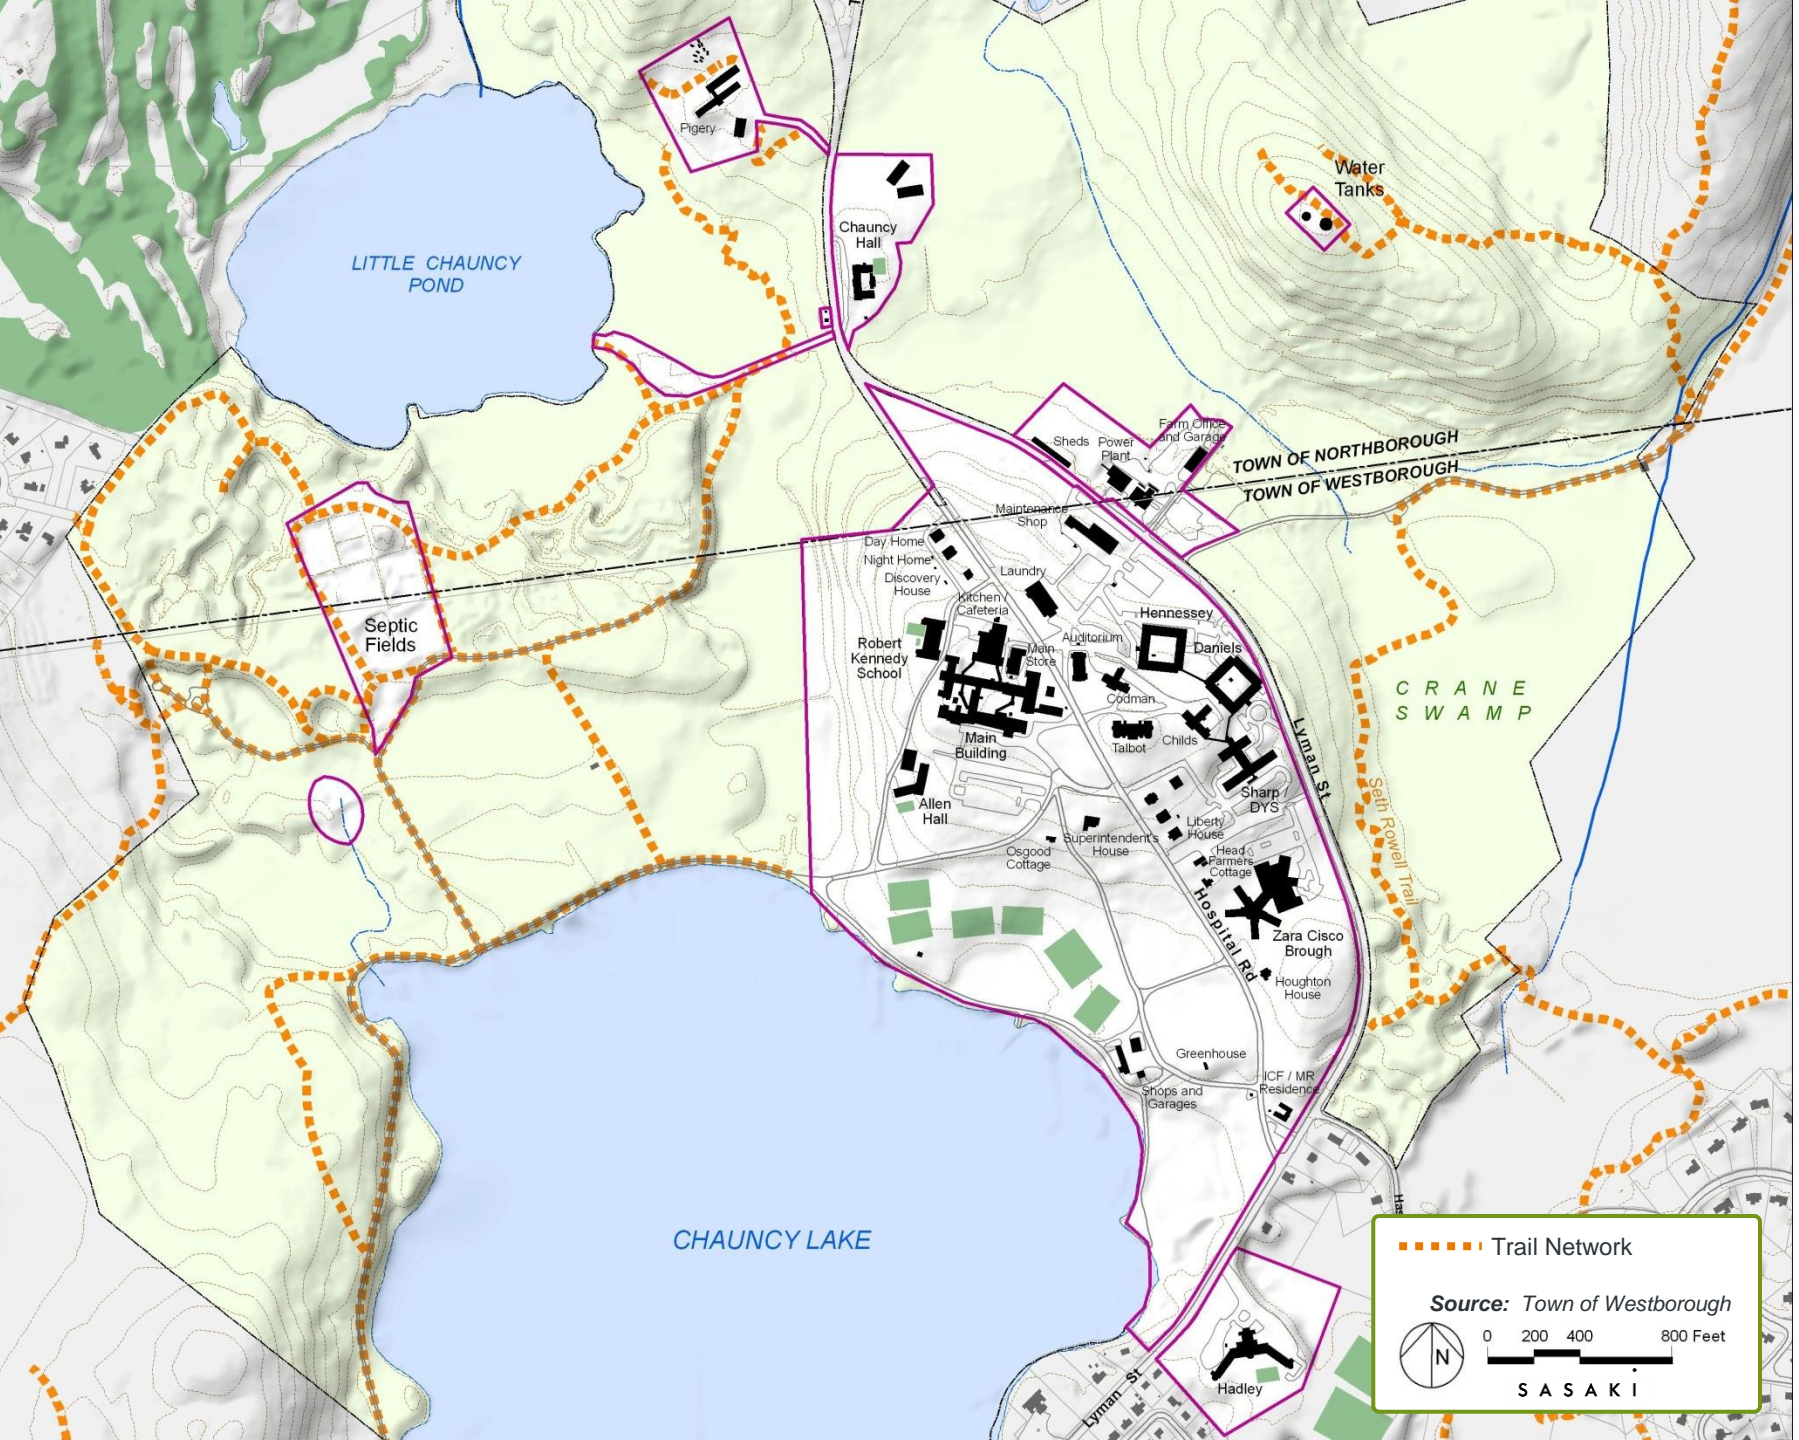 Pigery
Water
Tanks
Chauncy
Hall
LITTLE CHAUNCY
POND
Farm Office
and Garage
Sheds
Power
Plant
TOWN OF NORTHBOROUGH
TOWN OF WESTBOROUGH
Maintenance
Shop
Day Home
Night Home
Discovery
House
Laundry
Kitchen /
Cafeteria
Hennessey
Septic
Fields
Robert
Kennedy
School
Auditorium
Main
Store
Daniels
Codman
CRANE
SWAMP
Main
Building
Talbot
Childs
Lyman St
Sharp /
DYS
Allen
Hall
Seth Rowell Trail
Liberty
House
Superintendent's
House
Osgood
Cottage
Head
Farmers
Cottage
Hospital Rd
Zara Cisco
Brough
Houghton
House
Greenhouse
ICF / MR
Residence
Shops and
Garages
CHAUNCY LAKE
Hadley
Lyman St
Trail Network
Source: Town of Westborough
N
0 200 400 800 Feet
SASAKI